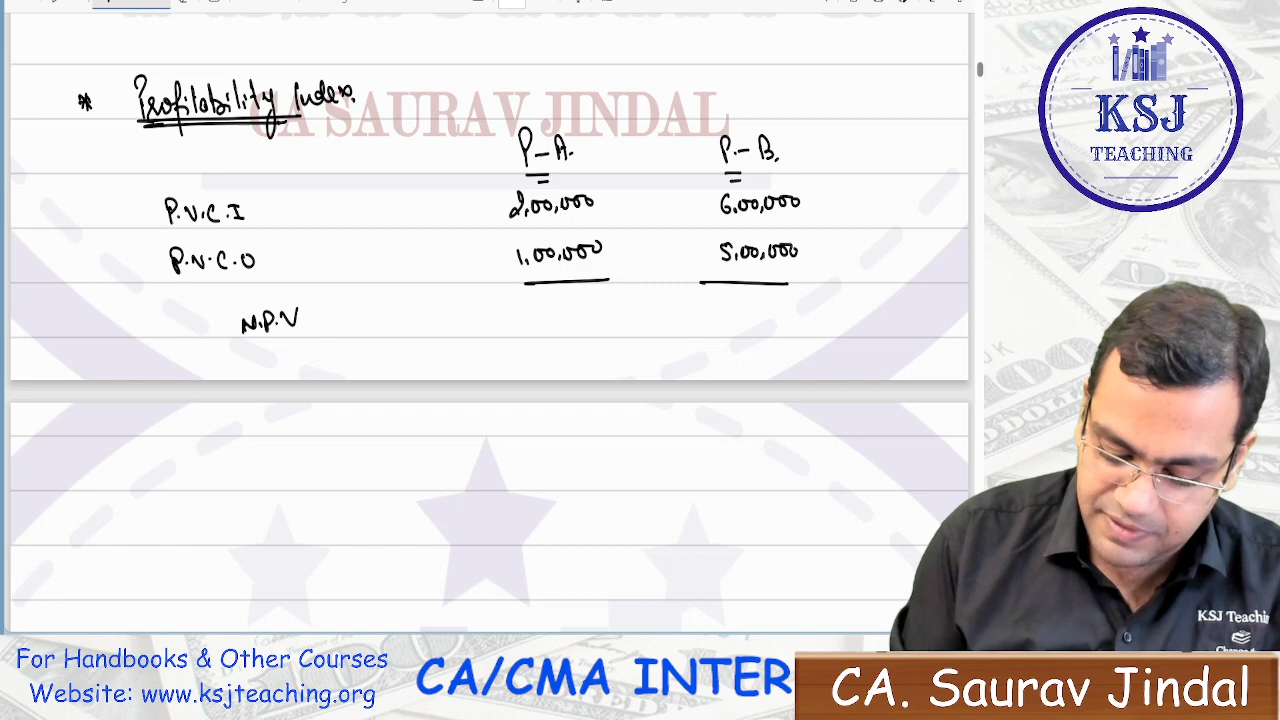 * Profitability Index.
CA SAURAV JINDAL
P-A. P.-B.
P.V.C.I 2,00,000 6,00,000
P.V.C.O 1,00,000 5,00,000
N.P.V
KSJ
TEACHING
KSJ Teachin
For Handbooks & Other Courses
Website: www.ksjteaching.org
CA/CMA INTER
CA. Saurav Jindal